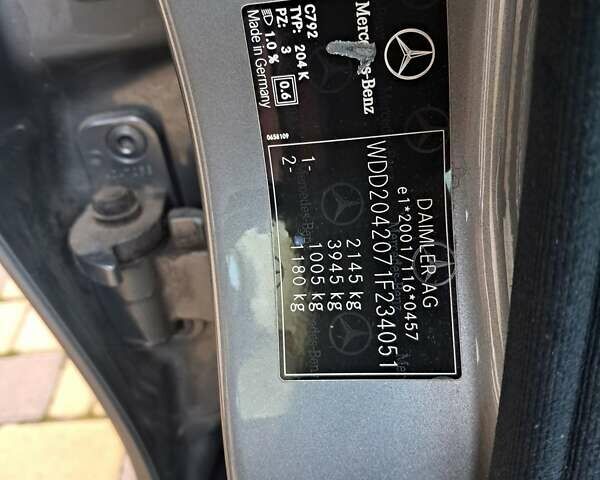 Mercedes-Benz
C792
TYP: 204 K
PZ: 3
1.0 %
Made in Germany
0.6
0658109
DAIMLER AG
e1*2001/116*0457
WDD2042071F234051
2145 kg
3945 kg
1- 1005 kg
2- 1180 kg